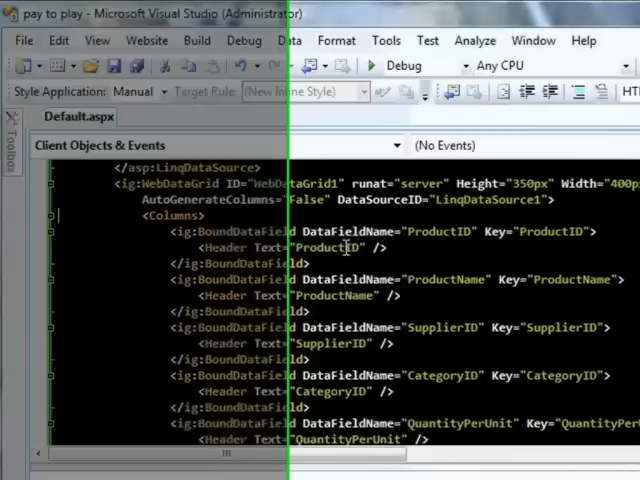 pay to play - Microsoft Visual Studio (Administrator)
File Edit View Website Build Debug Data Format Tools Test Analyze Window Help
Debug Any CPU
Style Application: Manual Target Rule: (New Inline Style) HT
Default.aspx
Toolbox
Client Objects & Events (No Events)
</asp:LinqDataSource>
<ig:WebDataGrid ID="WebDataGrid1" runat="server" Height="350px" Width="400p
AutoGenerateColumns="False" DataSourceID="LinqDataSource1">
<Columns>
<ig:BoundDataField DataFieldName="ProductID" Key="ProductID">
<Header Text="ProductID" />
</ig:BoundDataField>
<ig:BoundDataField DataFieldName="ProductName" Key="ProductName">
<Header Text="ProductName" />
</ig:BoundDataField>
<ig:BoundDataField DataFieldName="SupplierID" Key="SupplierID">
<Header Text="SupplierID" />
</ig:BoundDataField>
<ig:BoundDataField DataFieldName="CategoryID" Key="CategoryID">
<Header Text="CategoryID" />
</ig:BoundDataField>
<ig:BoundDataField DataFieldName="QuantityPerUnit" Key="QuantityPer
<Header Text="QuantityPerUnit" />